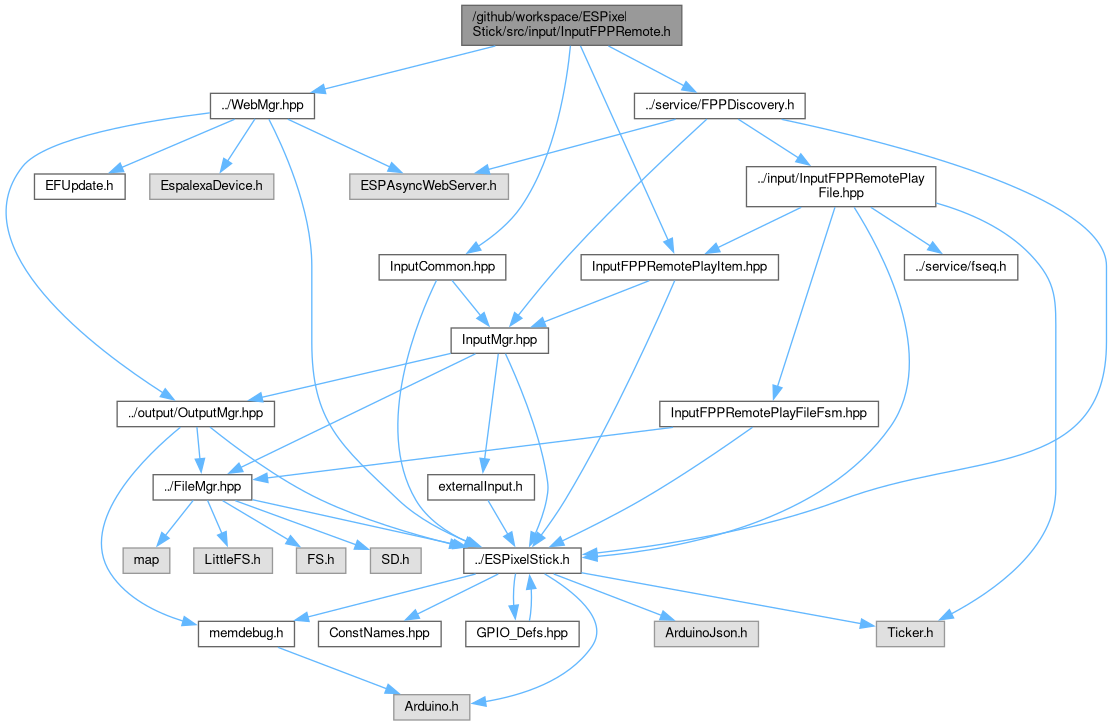 /github/workspace/ESPixel
Stick/src/input/InputFPPRemote.h
../WebMgr.hpp
../service/FPPDiscovery.h
EFUpdate.h
EspalexaDevice.h
ESPAsyncWebServer.h
../input/InputFPPRemotePlay
File.hpp
InputCommon.hpp
InputFPPRemotePlayItem.hpp
../service/fseq.h
InputMgr.hpp
../output/OutputMgr.hpp
InputFPPRemotePlayFileFsm.hpp
../FileMgr.hpp
externalInput.h
map
LittleFS.h
FS.h
SD.h
../ESPixelStick.h
memdebug.h
ConstNames.hpp
GPIO_Defs.hpp
ArduinoJson.h
Ticker.h
Arduino.h